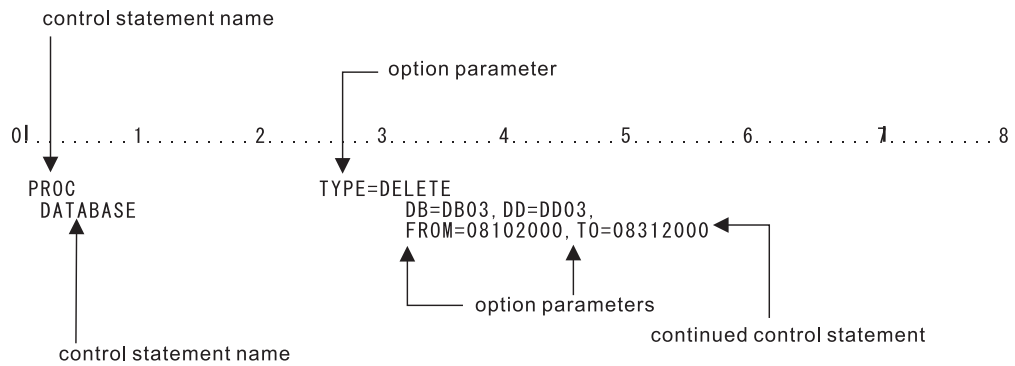 control statement name
option parameter
0|.........1.........2.........3.........4.........5.........6.........7|.........8
PROC TYPE=DELETE
DATABASE DB=DB03,DD=DD03,
FROM=08102000,TO=08312000
option parameters
continued control statement
control statement name